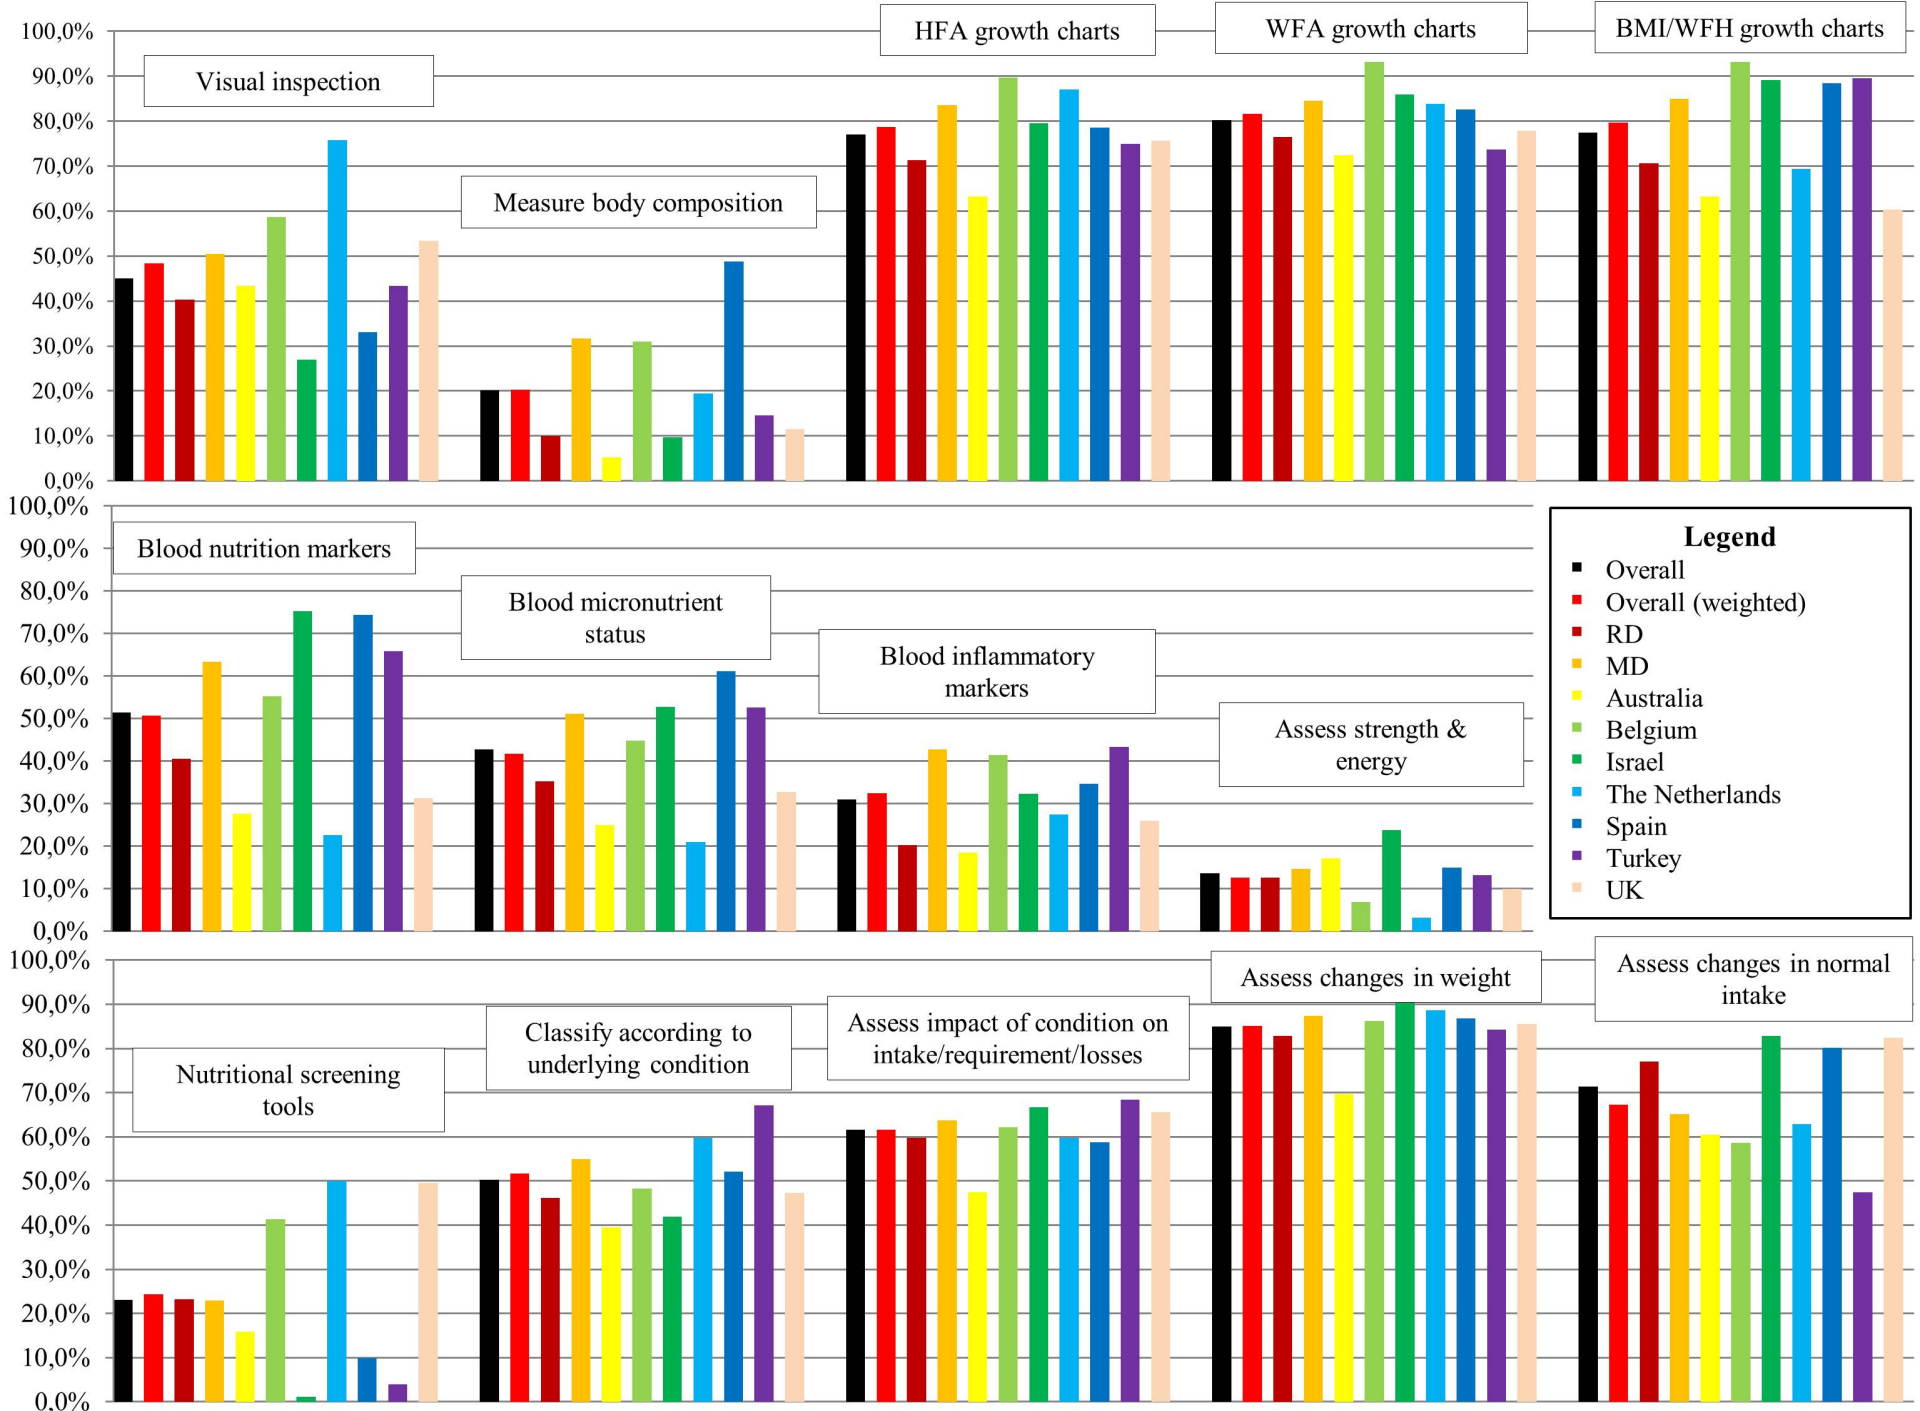 HFA growth charts
WFA growth charts
BMI/WFH growth charts
Visual inspection
Measure body composition
100,0%
90,0%
80,0%
70,0%
60,0%
50,0%
40,0%
30,0%
20,0%
10,0%
0,0%
Blood nutrition markers
Blood micronutrient
status
Blood inflammatory
markers
Assess strength &
energy
100,0%
90,0%
80,0%
70,0%
60,0%
50,0%
40,0%
30,0%
20,0%
10,0%
0,0%
Legend
Overall
Overall (weighted)
RD
MD
Australia
Belgium
Israel
The Netherlands
Spain
Turkey
UK
Nutritional screening
tools
Classify according to
underlying condition
Assess impact of condition on
intake/requirement/losses
Assess changes in weight
Assess changes in normal
intake
100,0%
90,0%
80,0%
70,0%
60,0%
50,0%
40,0%
30,0%
20,0%
10,0%
0,0%